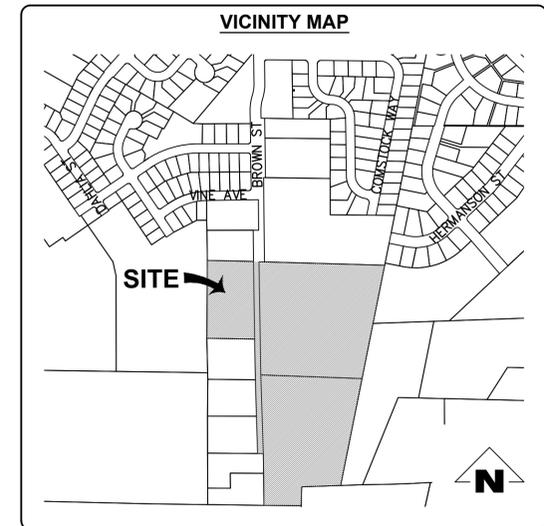 VICINITY MAP
BROWN ST
COMSTOCK WAY
DAHLIA ST
VINE AVE
HERMANSON ST
SITE
N